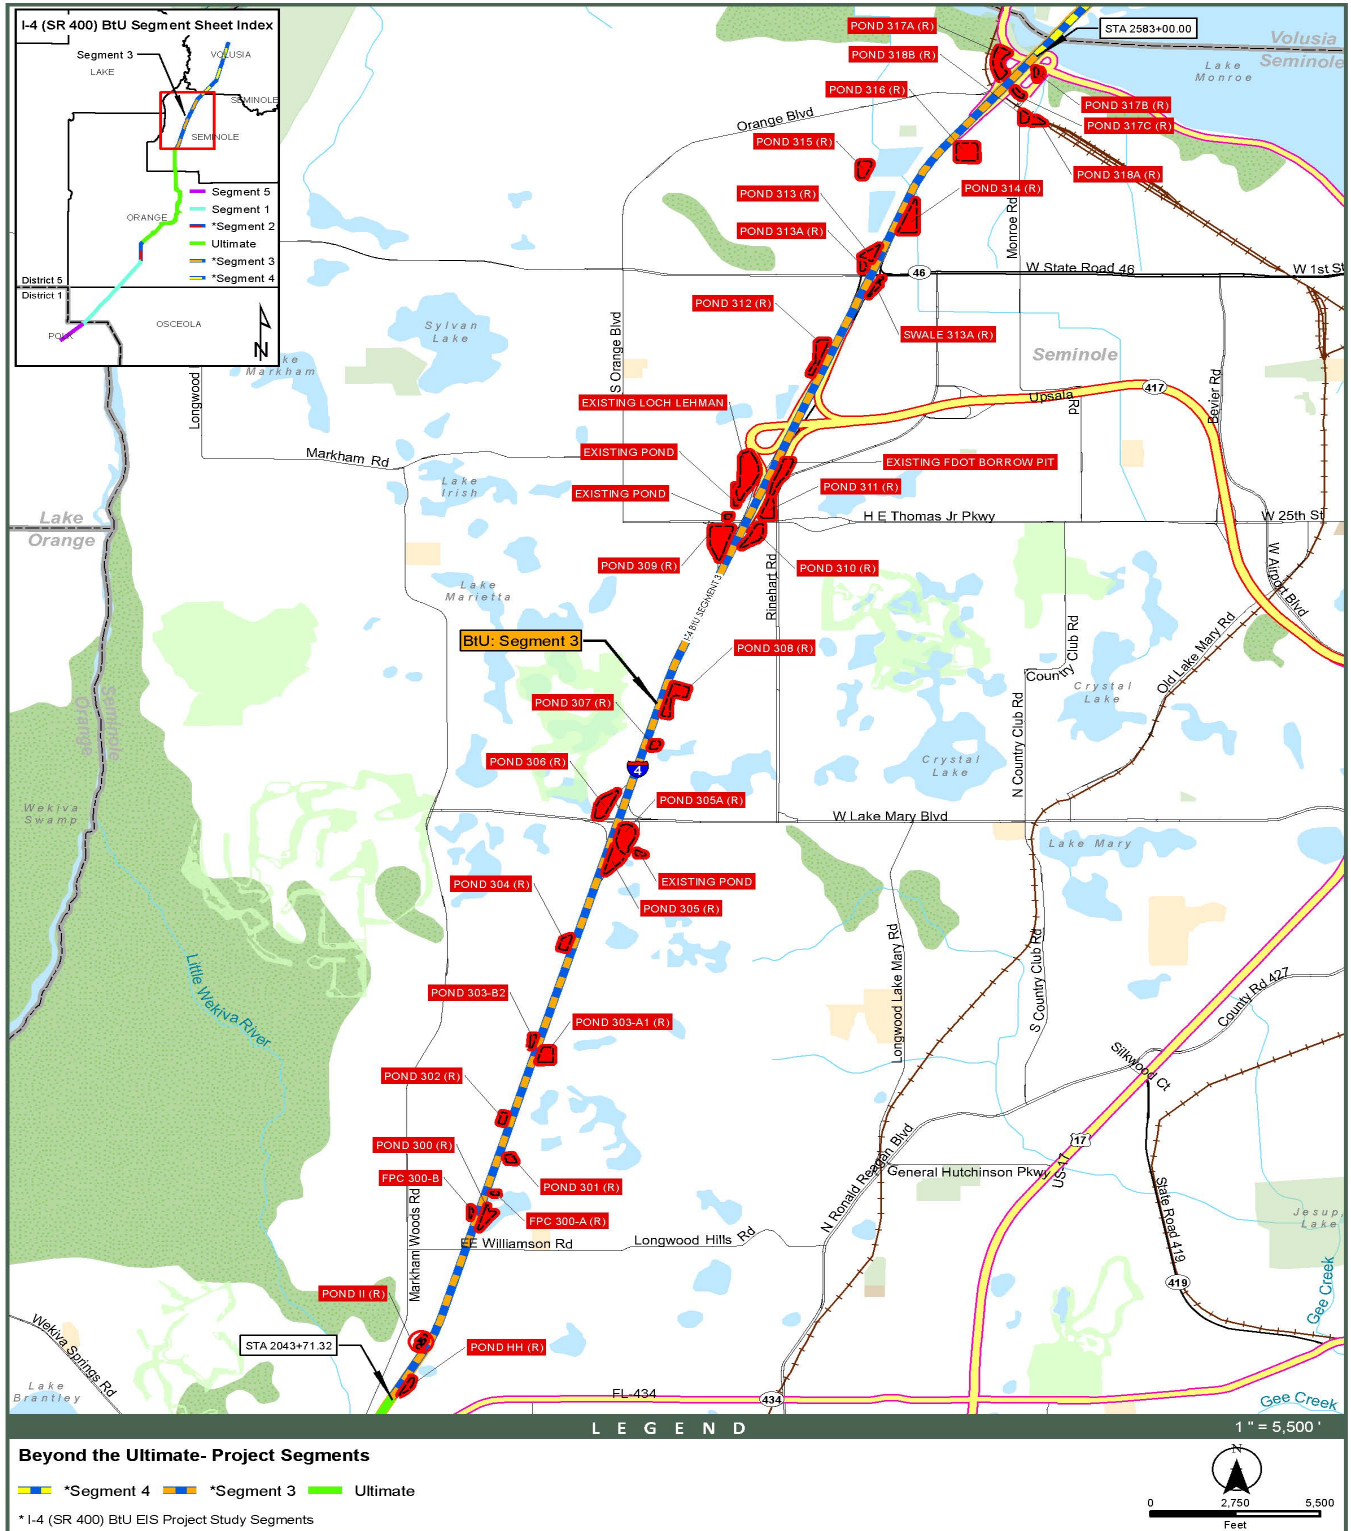 I-4 (SR 400) BtU Segment Sheet Index
Segment 3
LAKE
VOLUSIA
SEMINOLE
SEMINOLE
Segment 5
Segment 1
ORANGE
*Segment 2
Ultimate
*Segment 3
*Segment 4
District 5
District 1
OSCEOLA
POLK
N
POND 317A (R)
STA 2583+00.00
Volusia
Seminole
POND 318B (R)
Lake
Monroe
POND 316 (R)
POND 317B (R)
Orange Blvd
POND 317C (R)
POND 315 (R)
POND 318A (R)
POND 313 (R)
POND 314 (R)
Monroe Rd
POND 313A (R)
46
W State Road 46
W 1st St
POND 312 (R)
SWALE 313A (R)
Sylvan
Lake
S Orange Blvd
Seminole
ke
Markham
Longwood
417
Bevier Rd
Upsala
Rd
EXISTING LOCH LEHMAN
EXISTING POND
Markham Rd
EXISTING FDOT BORROW PIT
Lake
Irish
EXISTING POND
POND 311 (R)
H E Thomas Jr Pkwy
W 25th St
Lake
Orange
POND 309 (R)
POND 310 (R)
Rinehart Rd
W Airport Blvd
Lake
Marietta
I-4 BtU SEGMENT 3
BtU: Segment 3
POND 308 (R)
Country Club Rd
Old Lake Mary Rd
Country
Crystal
Lake
Seminole
Orange
POND 307 (R)
N Country Club Rd
POND 306 (R)
4
Crystal
Lake
POND 305A (R)
Wekiva
Swamp
W Lake Mary Blvd
Lake Mary
POND 304 (R)
EXISTING POND
POND 305 (R)
Longwood Lake Mary Rd
S Country Club Rd
Little Wekiva River
POND 303-B2
POND 303-A1 (R)
County Rd 427
Silkwood Ct
POND 302 (R)
17
POND 300 (R)
N Ronald Reagan Blvd
General Hutchinson Pkwy
US-17
FPC 300-B
POND 301 (R)
Markham Woods Rd
State Road 419
FPC 300-A (R)
Jesup
Lake
EE Williamson Rd
Longwood Hills Rd
419
Gee Creek
POND II (R)
Wekiva Springs Rd
STA 2043+71.32
POND HH (R)
Lake
Brantley
FL-434
434
Gee Creek
LEGEND
1 " = 5,500 '
Beyond the Ultimate- Project Segments
*Segment 4 *Segment 3 Ultimate
* I-4 (SR 400) BtU EIS Project Study Segments
N
0 2,750 5,500
Feet